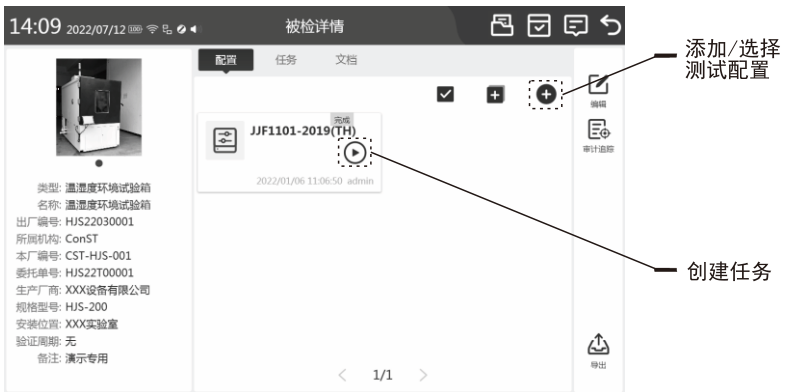 14:09 2022/07/12 被检详情
配置 任务 文档
添加/选择
测试配置
编辑
完成
JJF1101-2019(TH)
审计追踪
2022/01/06 11:06:50 admin
类型: 温湿度环境试验箱
名称: 温湿度环境试验箱
出厂编号: HJS22030001
所属机构: ConST
本厂编号: CST-HJS-001
委托单号: HJS22T00001
生产厂商: XXX设备有限公司
规格型号: HJS-200
安装位置: XXX实验室
验证周期: 无
备注: 演示专用
创建任务
导出
1/1